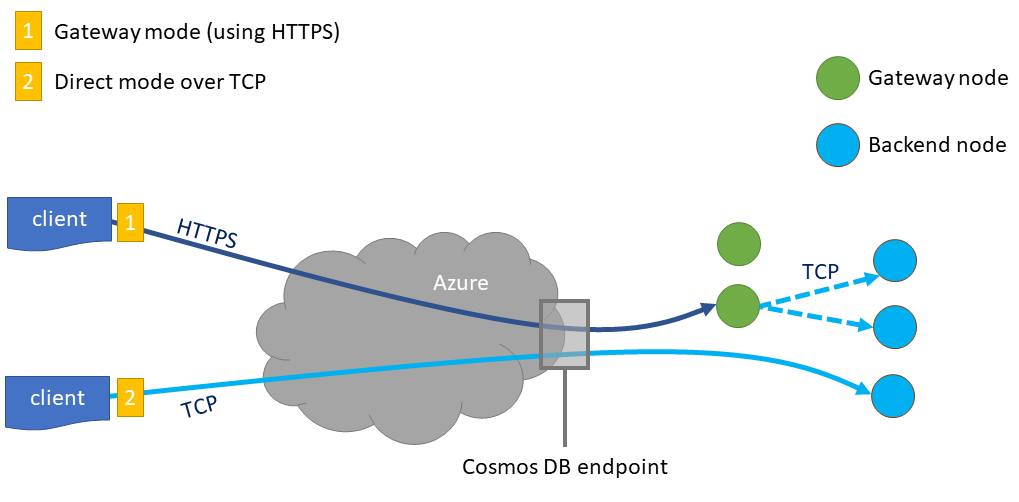 1 Gateway mode (using HTTPS)
2 Direct mode over TCP
Gateway node
Backend node
client 1
HTTPS
Azure
TCP
client 2
TCP
Cosmos DB endpoint